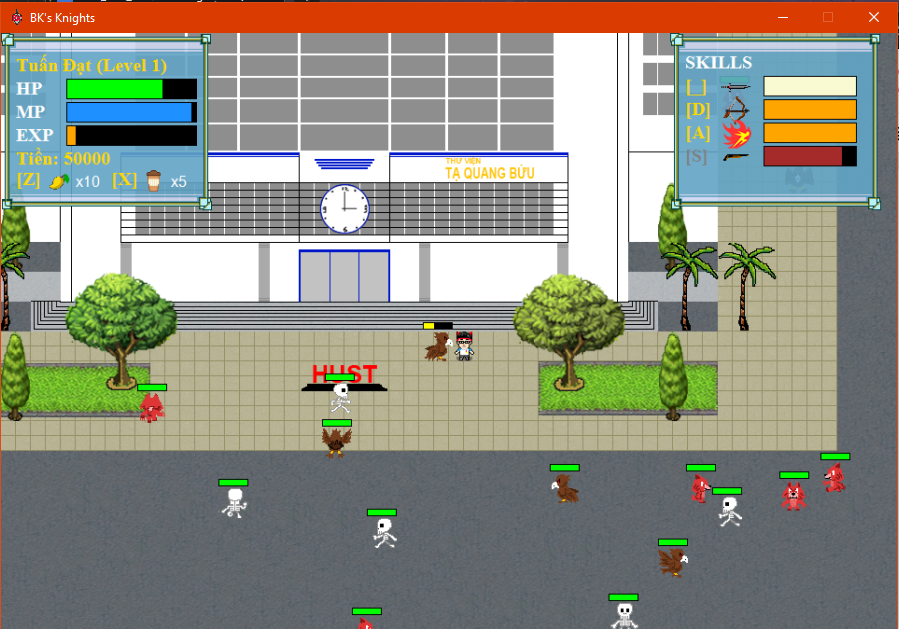 BK's Knights
Tuấn Đạt (Level 1)
HP
MP
EXP
Tiền: 50000
[Z] x10 [X] x5
SKILLS
[_]
[D]
[A]
[S]
THƯ VIỆN
TẠ QUANG BỬU
HUST